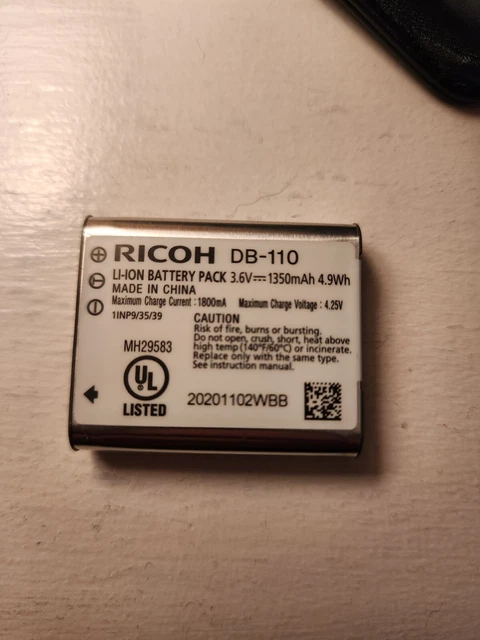 RICOH DB-110
LI-ION BATTERY PACK 3.6V⎓1350mAh 4.9Wh
MADE IN CHINA
Maximum Charge Current : 1800mA Maximum Charge Voltage : 4.25V
1INP9/35/39
CAUTION
Risk of fire, burns or bursting.
Do not open, crush, short, heat above
high temp (140°F/60°C) or incinerate.
Replace only with the same type.
See instruction manual.
MH29583
UL
LISTED
20201102WBB